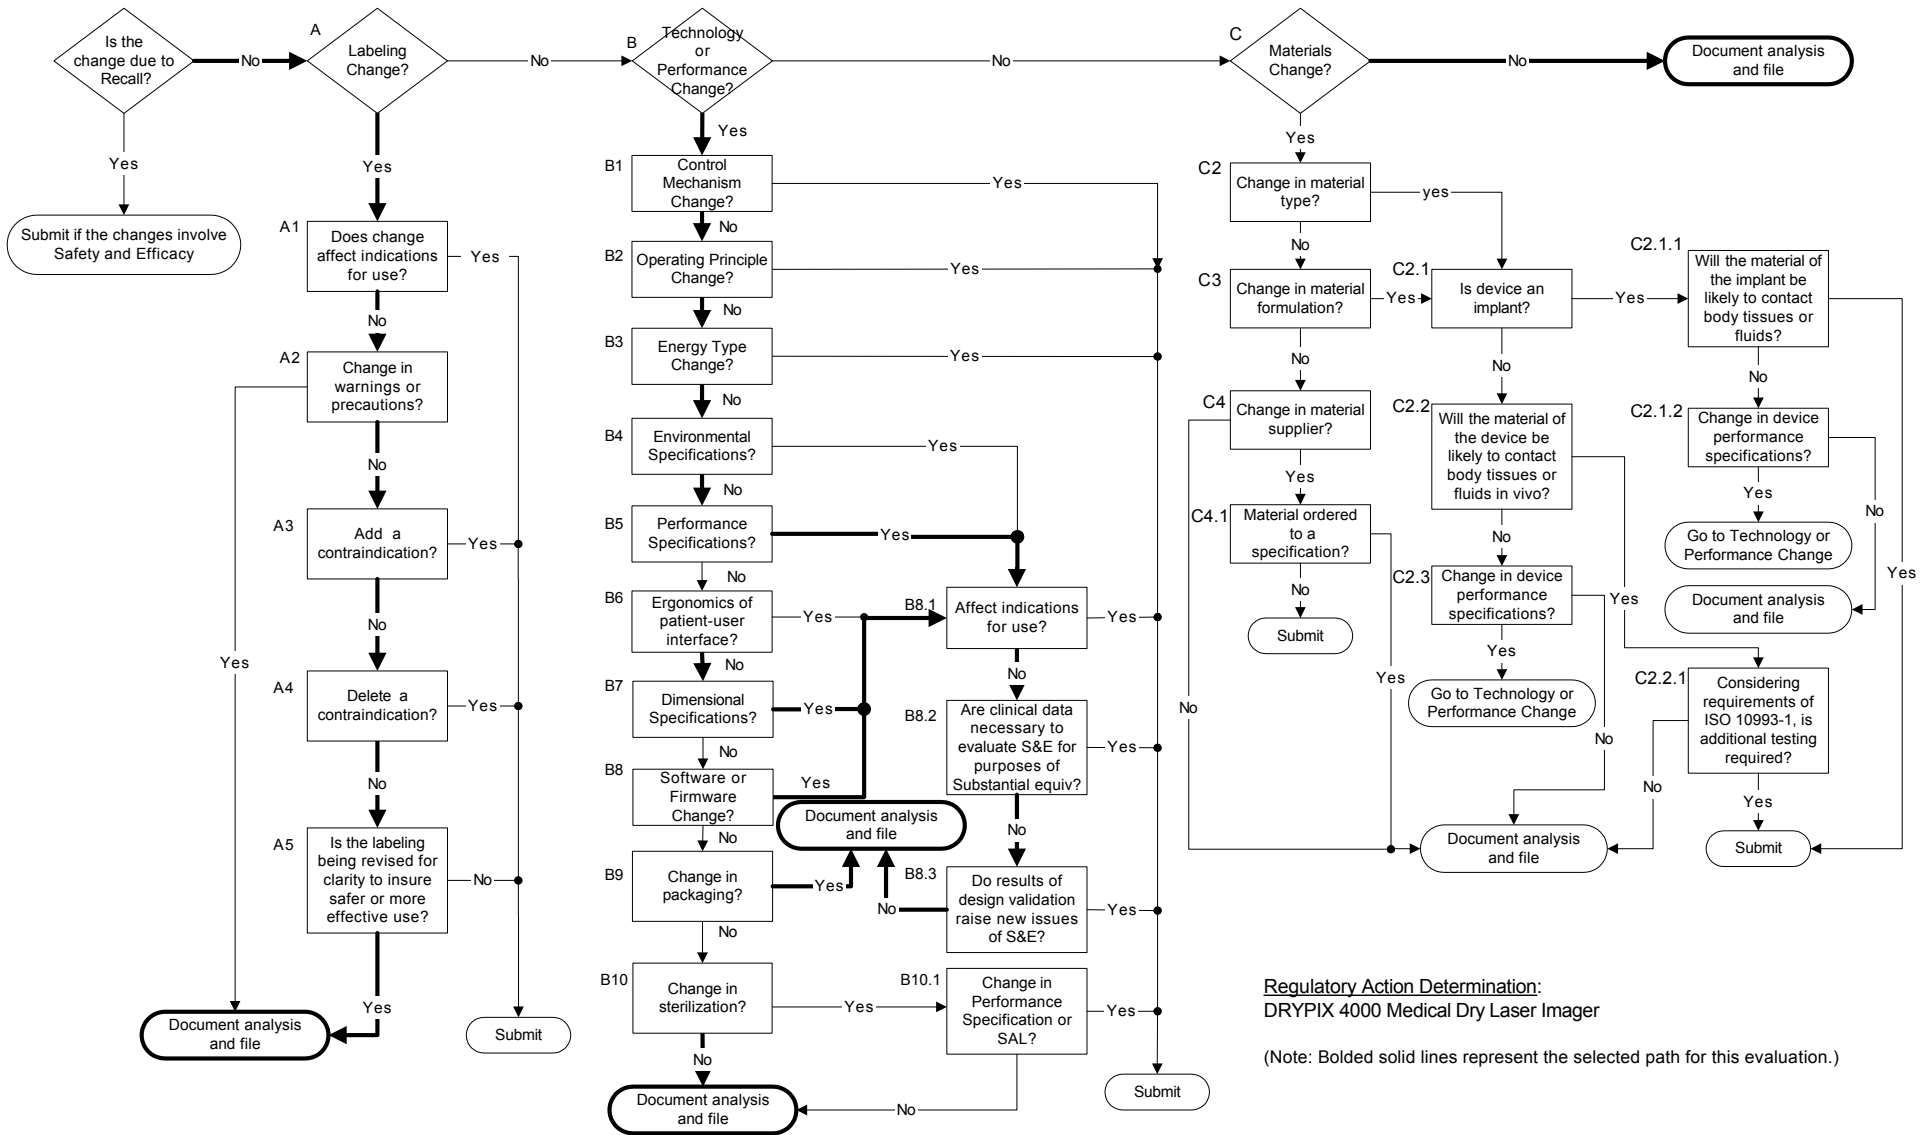 Is the
change due to
Recall?
No
Yes
Submit if the changes involve
Safety and Efficacy
A
Labeling
Change?
No
Yes
A1
Does change
affect indications
for use?
Yes
No
A2
Change in
warnings or
precautions?
Yes
No
A3
Add a
contraindication?
Yes
No
A4
Delete a
contraindication?
Yes
No
A5
Is the labeling
being revised for
clarity to insure
safer or more
effective use?
No
Yes
Document analysis
and file
Submit
B
Technology
or
Performance
Change?
No
Yes
B1
Control
Mechanism
Change?
Yes
No
B2
Operating Principle
Change?
Yes
No
B3
Energy Type
Change?
Yes
No
B4
Environmental
Specifications?
Yes
No
B5
Performance
Specifications?
Yes
No
B6
Ergonomics of
patient-user
interface?
Yes
No
B7
Dimensional
Specifications?
Yes
No
B8
Software or
Firmware
Change?
Yes
No
Document analysis
and file
B9
Change in
packaging?
Yes
No
B10
Change in
sterilization?
Yes
No
Document analysis
and file
B8.1
Affect indications
for use?
Yes
No
B8.2
Are clinical data
necessary to
evaluate S&E for
purposes of
Substantial equiv?
Yes
No
B8.3
Do results of
design validation
raise new issues
of S&E?
Yes
No
B10.1
Change in
Performance
Specification or
SAL?
Yes
No
Submit
C
Materials
Change?
No
Document analysis
and file
Yes
C2
Change in material
type?
yes
No
C3
Change in material
formulation?
Yes
No
C4
Change in material
supplier?
No
Yes
C4.1
Material ordered
to a
specification?
Yes
No
Submit
C2.1
Is device an
implant?
Yes
No
C2.2
Will the material of
the device be
likely to contact
body tissues or
fluids in vivo?
Yes
No
C2.3
Change in device
performance
specifications?
No
Yes
Go to Technology or
Performance Change
Document analysis
and file
C2.1.1
Will the material of
the implant be
likely to contact
body tissues or
fluids?
Yes
No
C2.1.2
Change in device
performance
specifications?
No
Yes
Go to Technology or
Performance Change
Document analysis
and file
C2.2.1
Considering
requirements of
ISO 10993-1, is
additional testing
required?
No
Yes
Submit
Regulatory Action Determination:
DRYPIX 4000 Medical Dry Laser Imager
(Note: Bolded solid lines represent the selected path for this evaluation.)